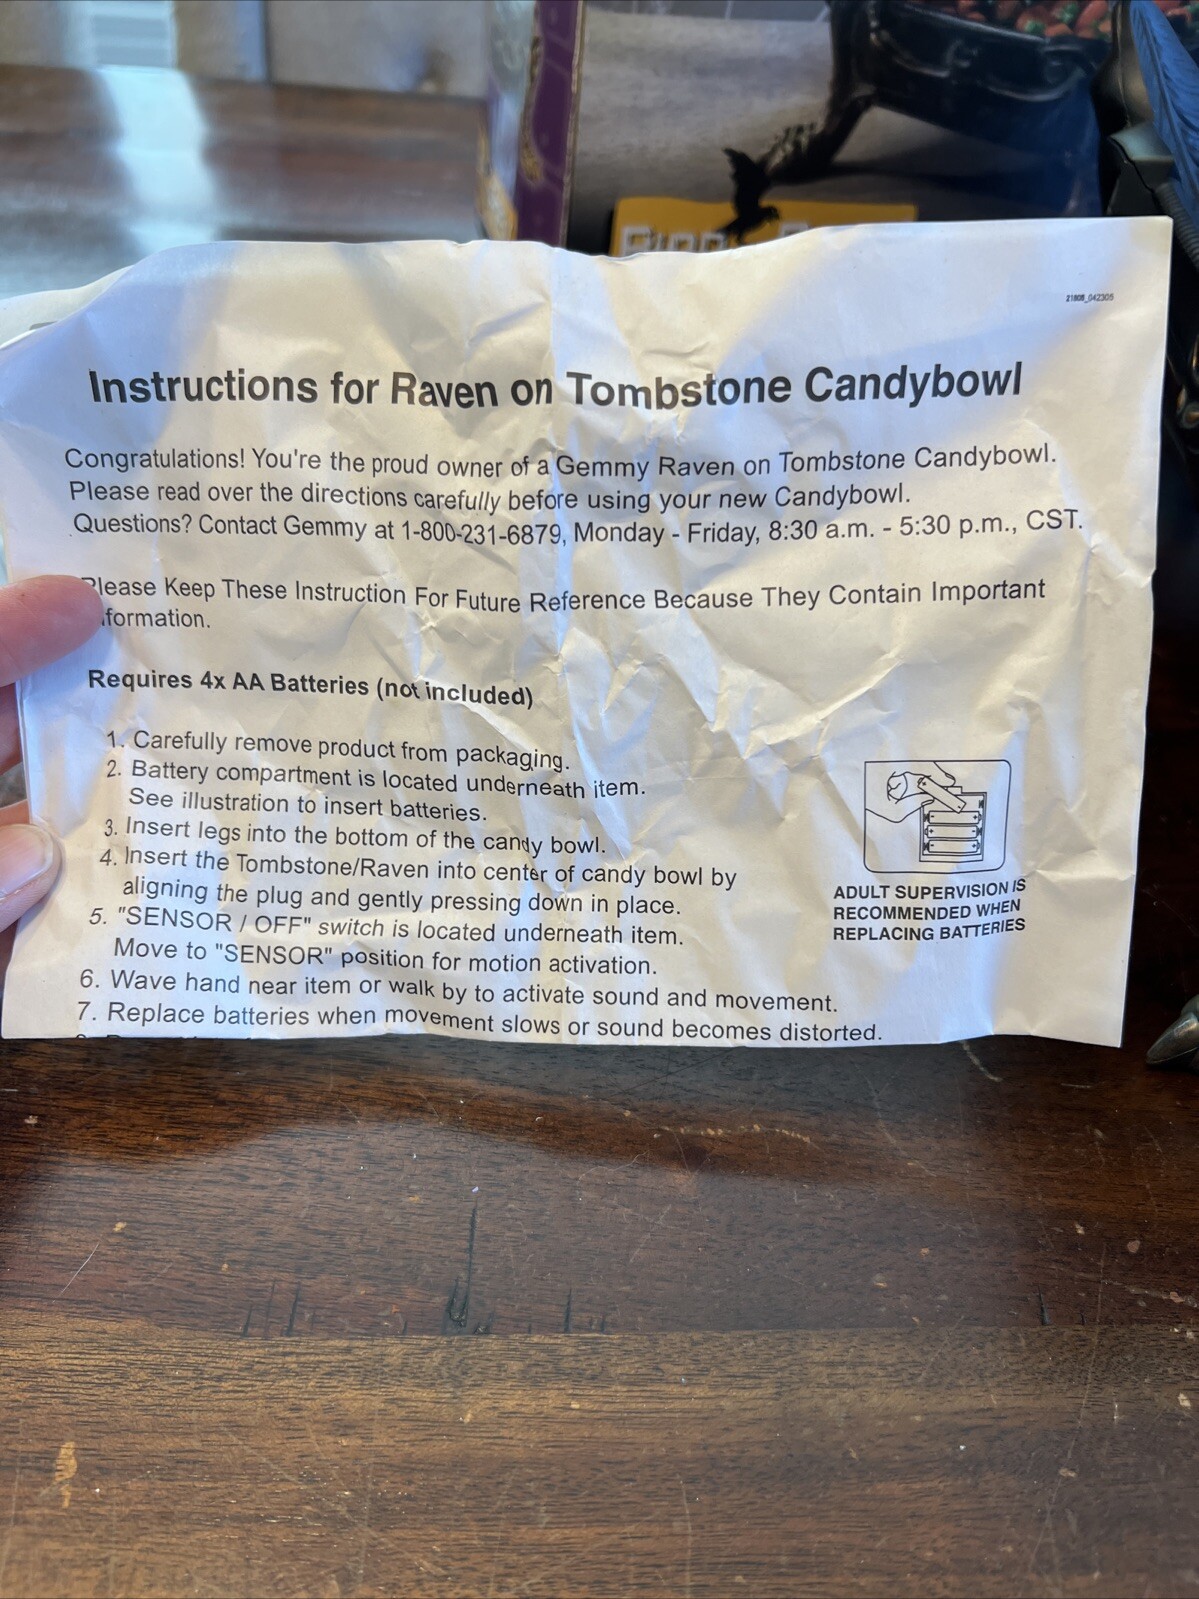 21808_042305
Instructions for Raven on Tombstone Candybowl
Congratulations! You're the proud owner of a Gemmy Raven on Tombstone Candybowl.
Please read over the directions carefully before using your new Candybowl.
Questions? Contact Gemmy at 1-800-231-6879, Monday - Friday, 8:30 a.m. - 5:30 p.m., CST.
Please Keep These Instruction For Future Reference Because They Contain Important
formation.
Requires 4x AA Batteries (not included)
1. Carefully remove product from packaging.
2. Battery compartment is located underneath item.
See illustration to insert batteries.
3. Insert legs into the bottom of the candy bowl.
4. Insert the Tombstone/Raven into center of candy bowl by
aligning the plug and gently pressing down in place.
5. "SENSOR / OFF" switch is located underneath item.
Move to "SENSOR" position for motion activation.
6. Wave hand near item or walk by to activate sound and movement.
7. Replace batteries when movement slows or sound becomes distorted.
ADULT SUPERVISION IS
RECOMMENDED WHEN
REPLACING BATTERIES